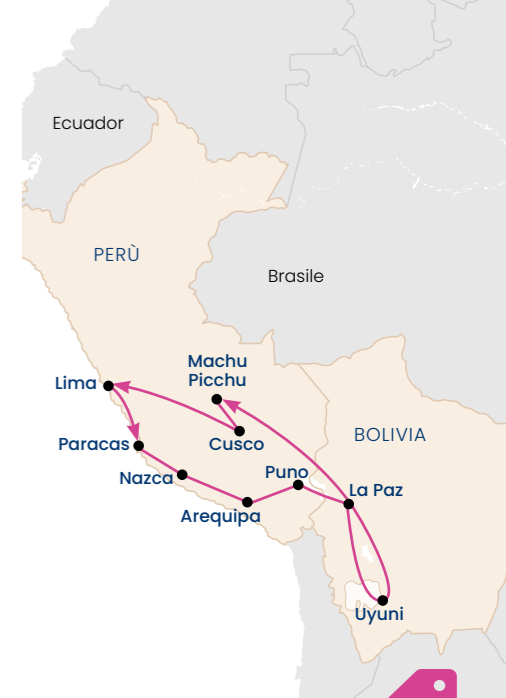 Ecuador
PERÙ
Brasile
Machu
Picchu
Lima
Cusco
BOLIVIA
Paracas
Puno
Nazca
La Paz
Arequipa
Uyuni